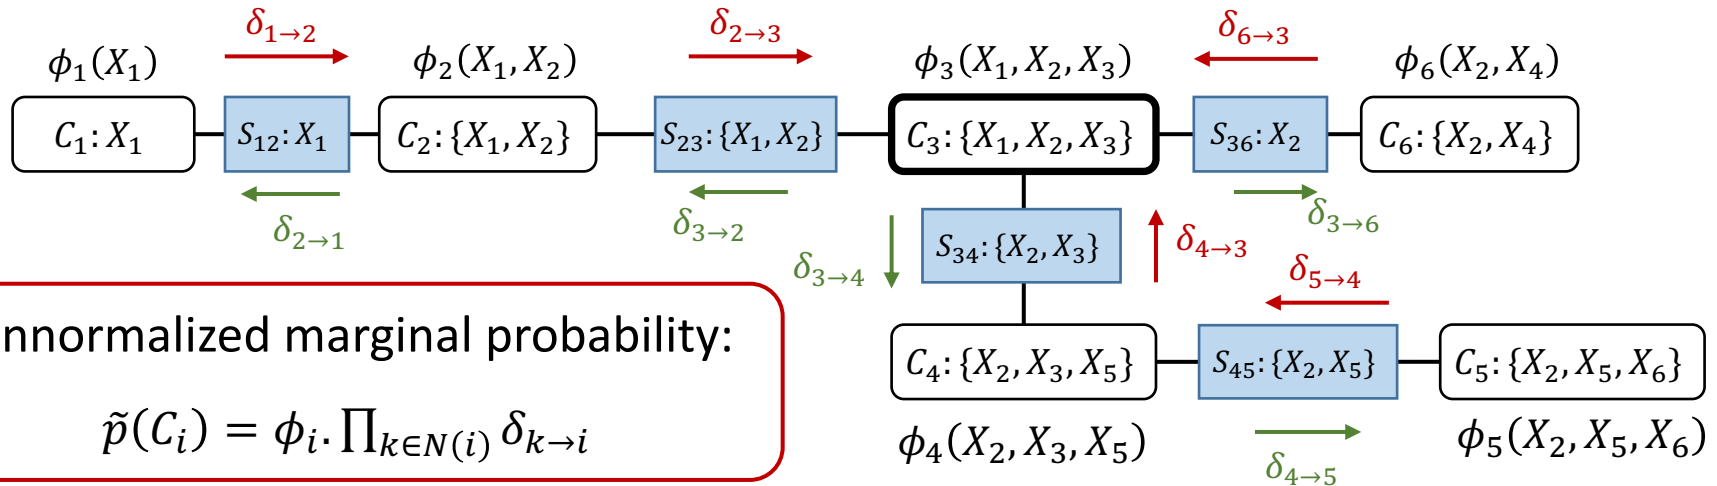 δ₁→₂
δ₂→₃
δ₆→₃
ϕ₁(X₁)
ϕ₂(X₁, X₂)
ϕ₃(X₁, X₂, X₃)
ϕ₆(X₂, X₄)
C₁: X₁
S₁₂: X₁
C₂: {X₁, X₂}
S₂₃: {X₁, X₂}
C₃: {X₁, X₂, X₃}
S₃₆: X₂
C₆: {X₂, X₄}
δ₂→₁
δ₃→₂
δ₃→₆
S₃₄: {X₂, X₃}
δ₃→₄
δ₄→₃
δ₅→₄
nnormalized marginal probability:
p̃(Cᵢ) = ϕᵢ. ∏ₖ∈N(i) δₖ→ᵢ
C₄: {X₂, X₃, X₅}
S₄₅: {X₂, X₅}
C₅: {X₂, X₅, X₆}
ϕ₄(X₂, X₃, X₅)
δ₄→₅
ϕ₅(X₂, X₅, X₆)